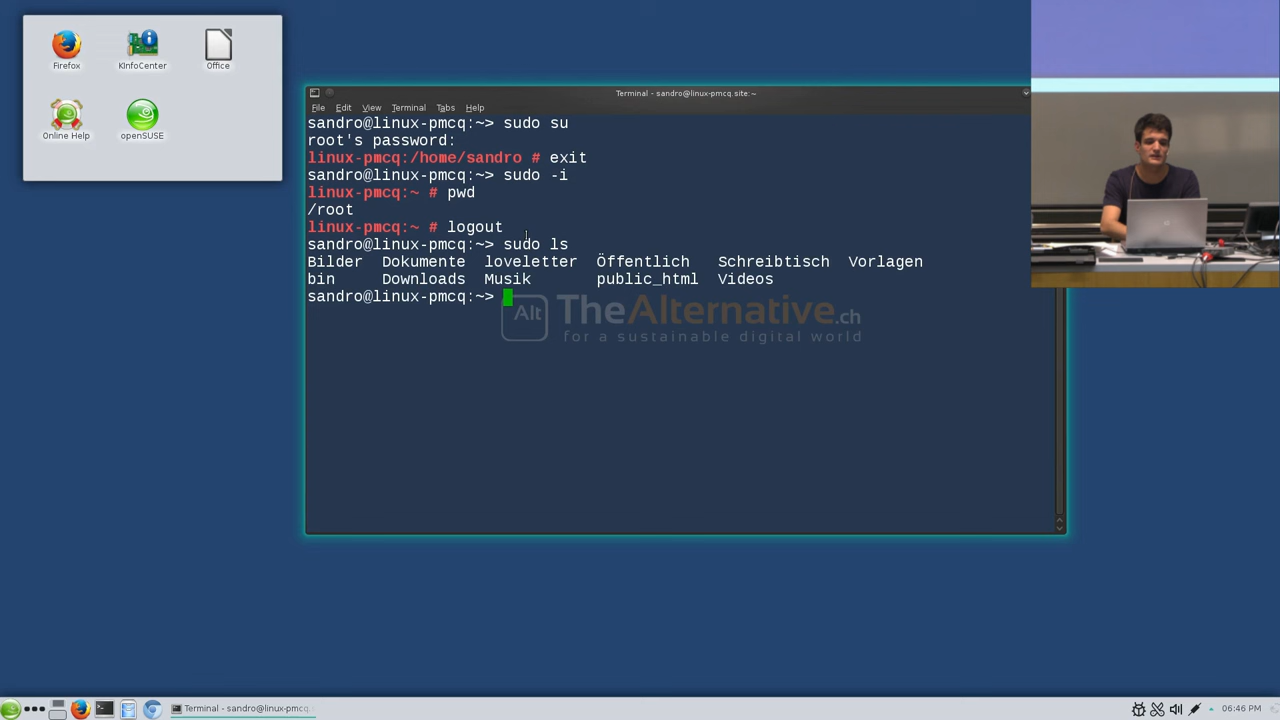 Firefox
KInfoCenter
Office
Online Help
openSUSE
Terminal - sandro@linux-pmcq.site:~
File Edit View Terminal Tabs Help
sandro@linux-pmcq:~> sudo su
root's password:
linux-pmcq:/home/sandro # exit
sandro@linux-pmcq:~> sudo -i
linux-pmcq:~ # pwd
/root
linux-pmcq:~ # logout
sandro@linux-pmcq:~> sudo ls
Bilder Dokumente loveletter Öffentlich Schreibtisch Vorlagen
bin Downloads Musik public_html Videos
sandro@linux-pmcq:~>
Alt TheAlternative.ch
for a sustainable digital world
Terminal - sandro@linux-pmcq.
06:46 PM